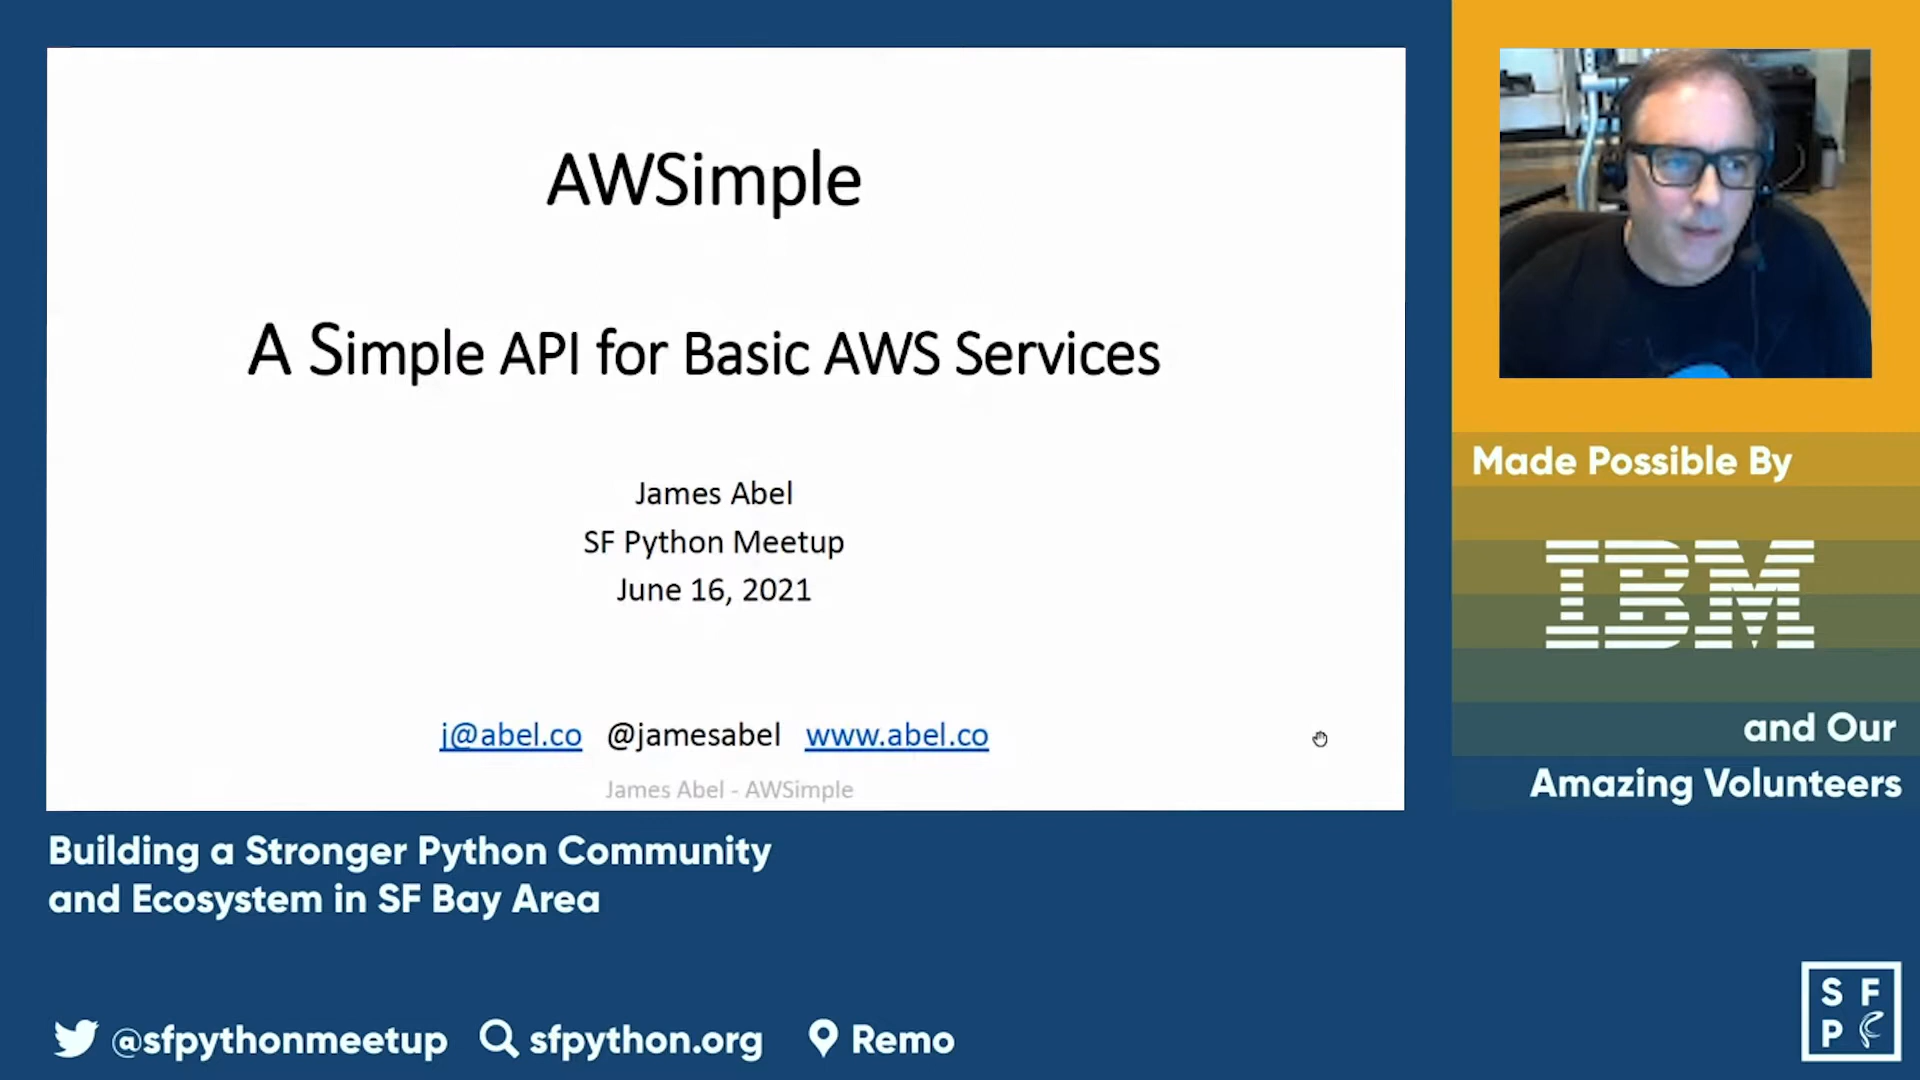 AWSimple
A Simple API for Basic AWS Services
James Abel
SF Python Meetup
June 16, 2021
j@abel.co @jamesabel www.abel.co
James Abel - AWSimple
Made Possible By
IBM
and Our
Amazing Volunteers
Building a Stronger Python Community
and Ecosystem in SF Bay Area
@sfpythonmeetup sfpython.org Remo
S F
P